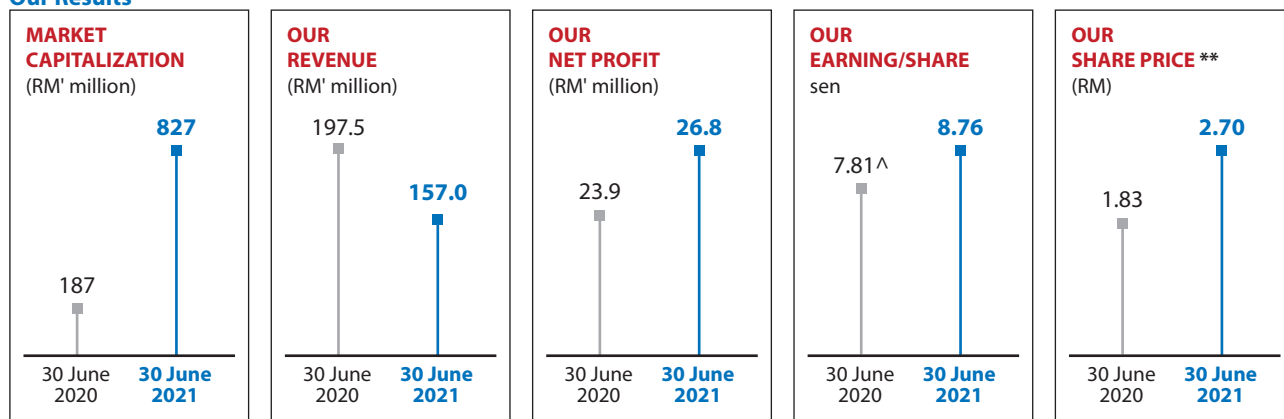 Our Results
MARKET
CAPITALIZATION
(RM' million)
827
187
30 June
2020
30 June
2021
OUR
REVENUE
(RM' million)
197.5
157.0
30 June
2020
30 June
2021
OUR
NET PROFIT
(RM' million)
26.8
23.9
30 June
2020
30 June
2021
OUR
EARNING/SHARE
sen
8.76
7.81^
30 June
2020
30 June
2021
OUR
SHARE PRICE **
(RM)
2.70
1.83
30 June
2020
30 June
2021